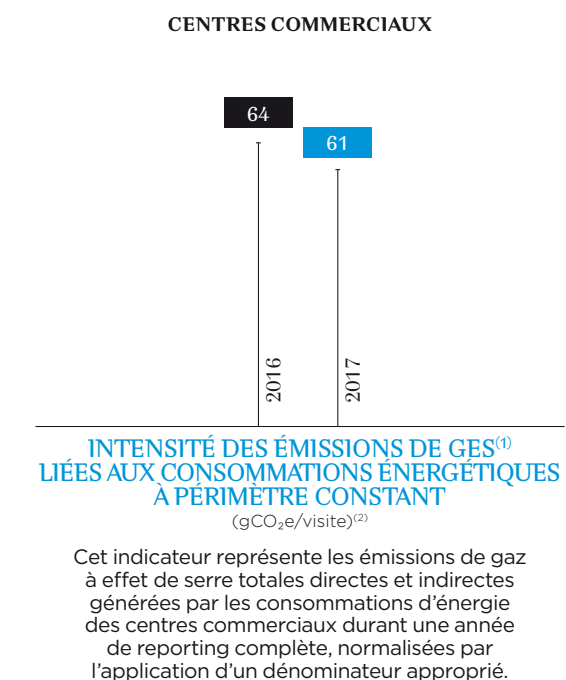 CENTRES COMMERCIAUX
64
61
2016
2017
INTENSITÉ DES ÉMISSIONS DE GES⁽¹⁾
LIÉES AUX CONSOMMATIONS ÉNERGÉTIQUES
À PÉRIMÈTRE CONSTANT
(gCO₂e/visite)⁽²⁾
Cet indicateur représente les émissions de gaz
à effet de serre totales directes et indirectes
générées par les consommations d’énergie
des centres commerciaux durant une année
de reporting complète, normalisées par
l’application d’un dénominateur approprié.